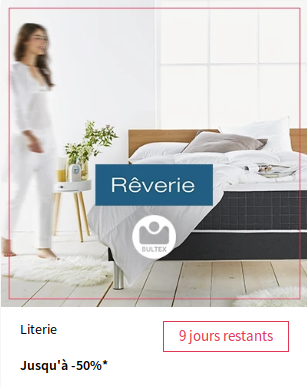 Rêverie
BULTEX
Literie
9 jours restants
Jusqu'à -50%*